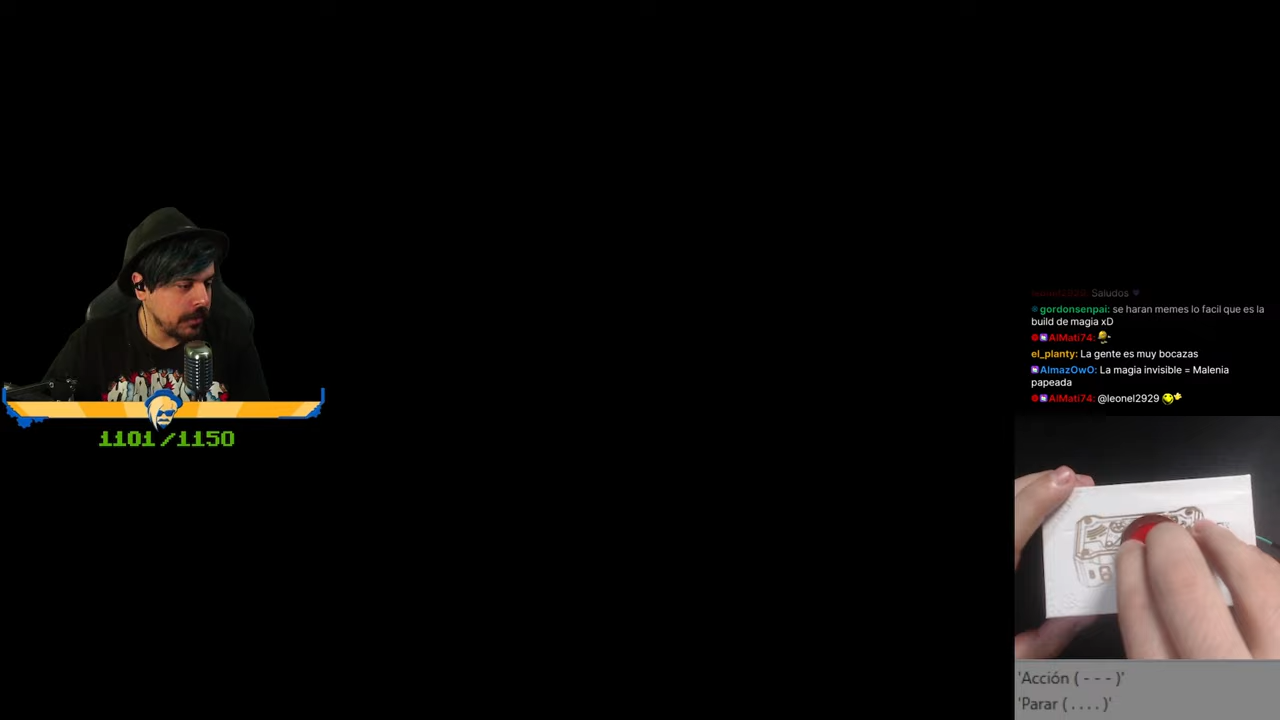 leonel2929: Saludos
gordonsenpai: se haran memes lo facil que es la
build de magia xD
AlMati74:
el_planty: La gente es muy bocazas
AlmazOwO: La magia invisible = Malenia
papeada
AlMati74: @leonel2929
1101/1150
'Acción ( - - - )'
'Parar ( . . . . )'